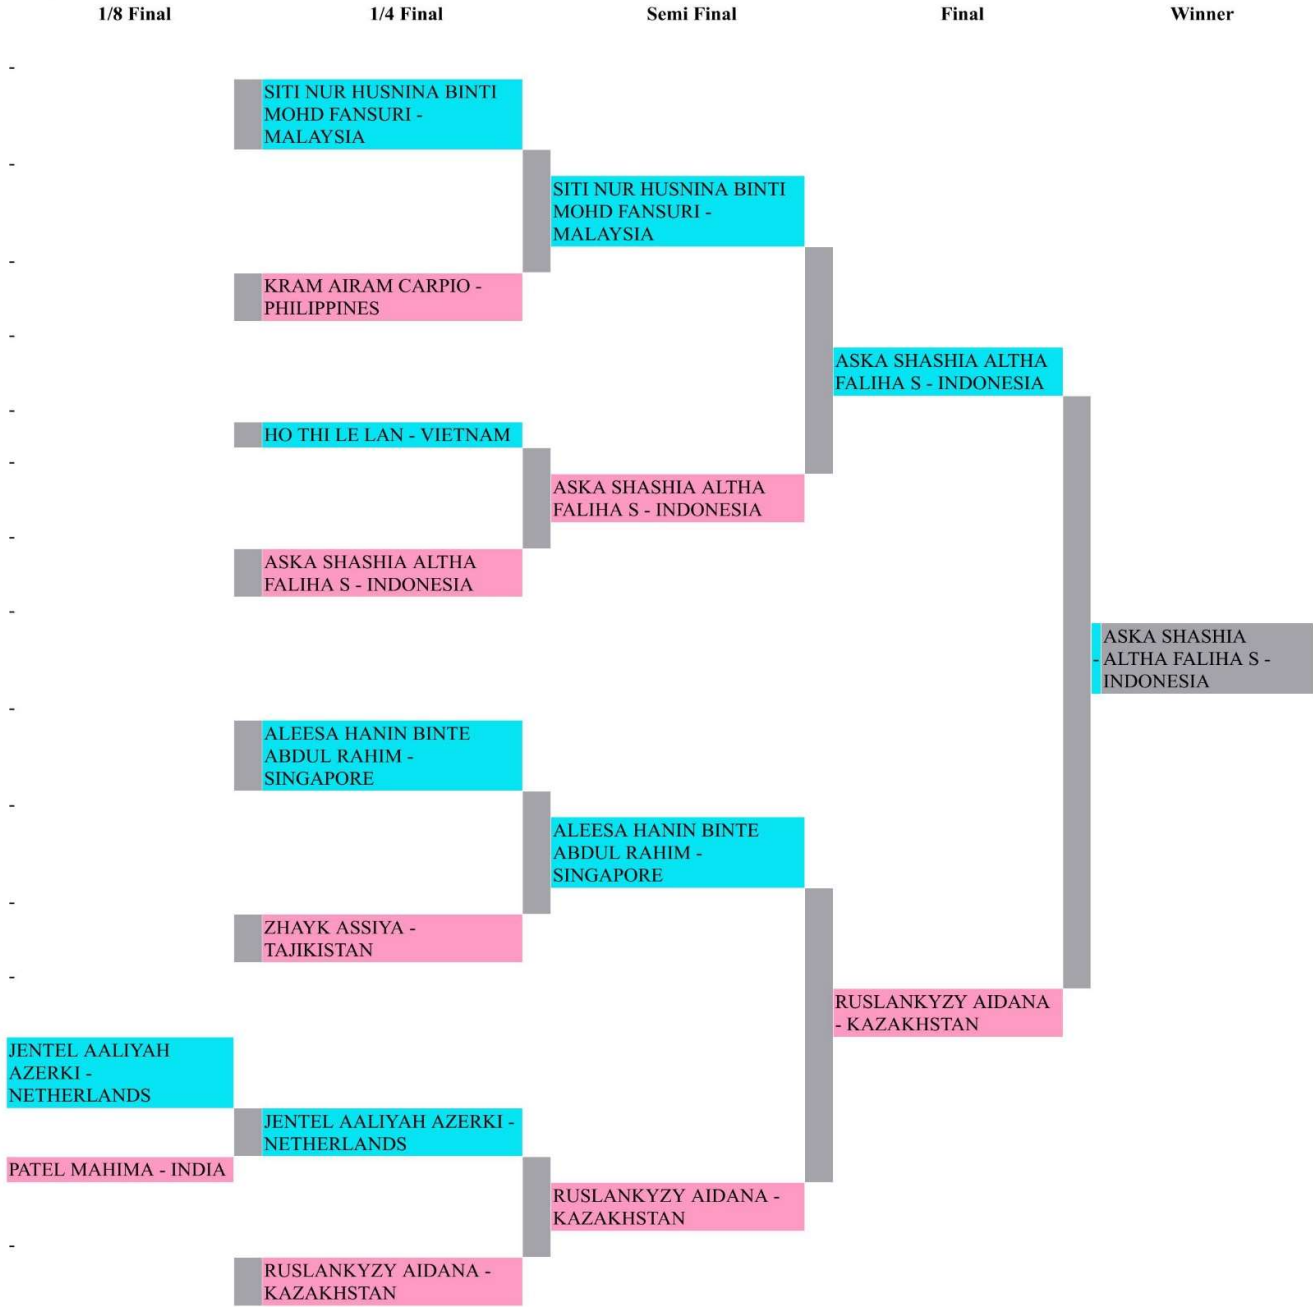 1/8 Final
1/4 Final
Semi Final
Final
Winner
-
SITI NUR HUSNINA BINTI
MOHD FANSURI -
MALAYSIA
-
SITI NUR HUSNINA BINTI
MOHD FANSURI -
MALAYSIA
-
KRAM AIRAM CARPIO -
PHILIPPINES
-
ASKA SHASHIA ALTHA
FALIHA S - INDONESIA
-
HO THI LE LAN - VIETNAM
-
ASKA SHASHIA ALTHA
FALIHA S - INDONESIA
-
ASKA SHASHIA ALTHA
FALIHA S - INDONESIA
-
-
ASKA SHASHIA
ALTHA FALIHA S -
INDONESIA
-
ALEESA HANIN BINTE
ABDUL RAHIM -
SINGAPORE
-
ALEESA HANIN BINTE
ABDUL RAHIM -
SINGAPORE
-
ZHAYK ASSIYA -
TAJIKISTAN
-
RUSLANKYZY AIDANA
- KAZAKHSTAN
JENTEL AALIYAH
AZERKI -
NETHERLANDS
JENTEL AALIYAH AZERKI -
NETHERLANDS
PATEL MAHIMA - INDIA
RUSLANKYZY AIDANA -
KAZAKHSTAN
-
RUSLANKYZY AIDANA -
KAZAKHSTAN